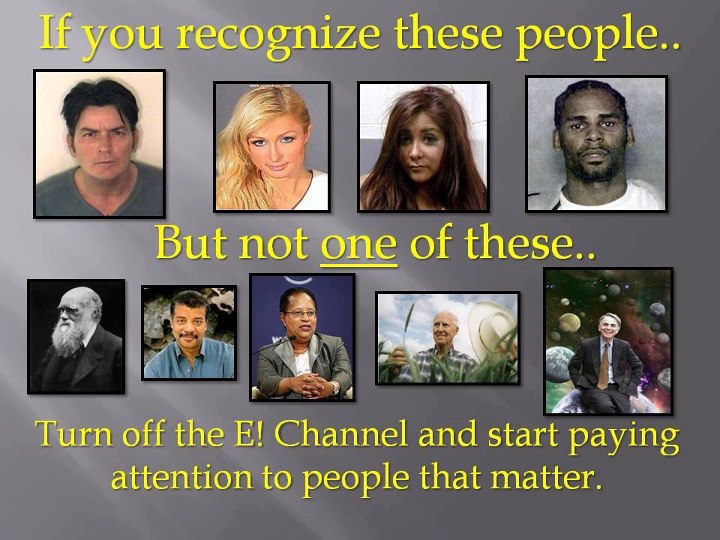 If you recognize these people..
But not one of these..
Turn off the E! Channel and start paying
attention to people that matter.